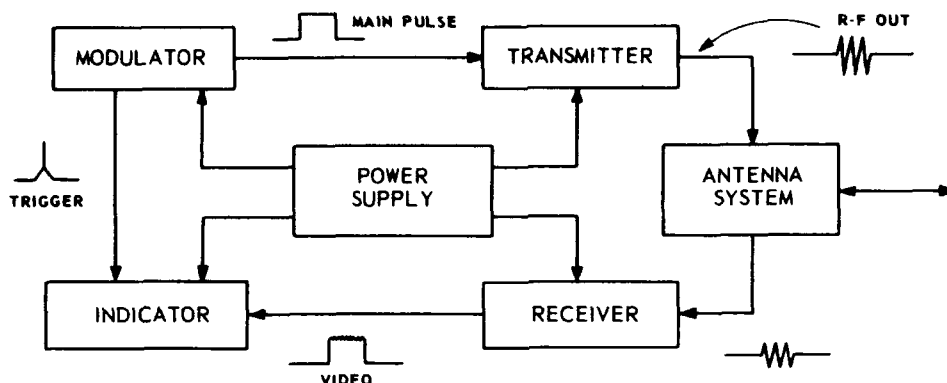 MAIN PULSE
R-F OUT
MODULATOR
TRANSMITTER
TRIGGER
POWER
SUPPLY
ANTENNA
SYSTEM
INDICATOR
RECEIVER
VIDEO